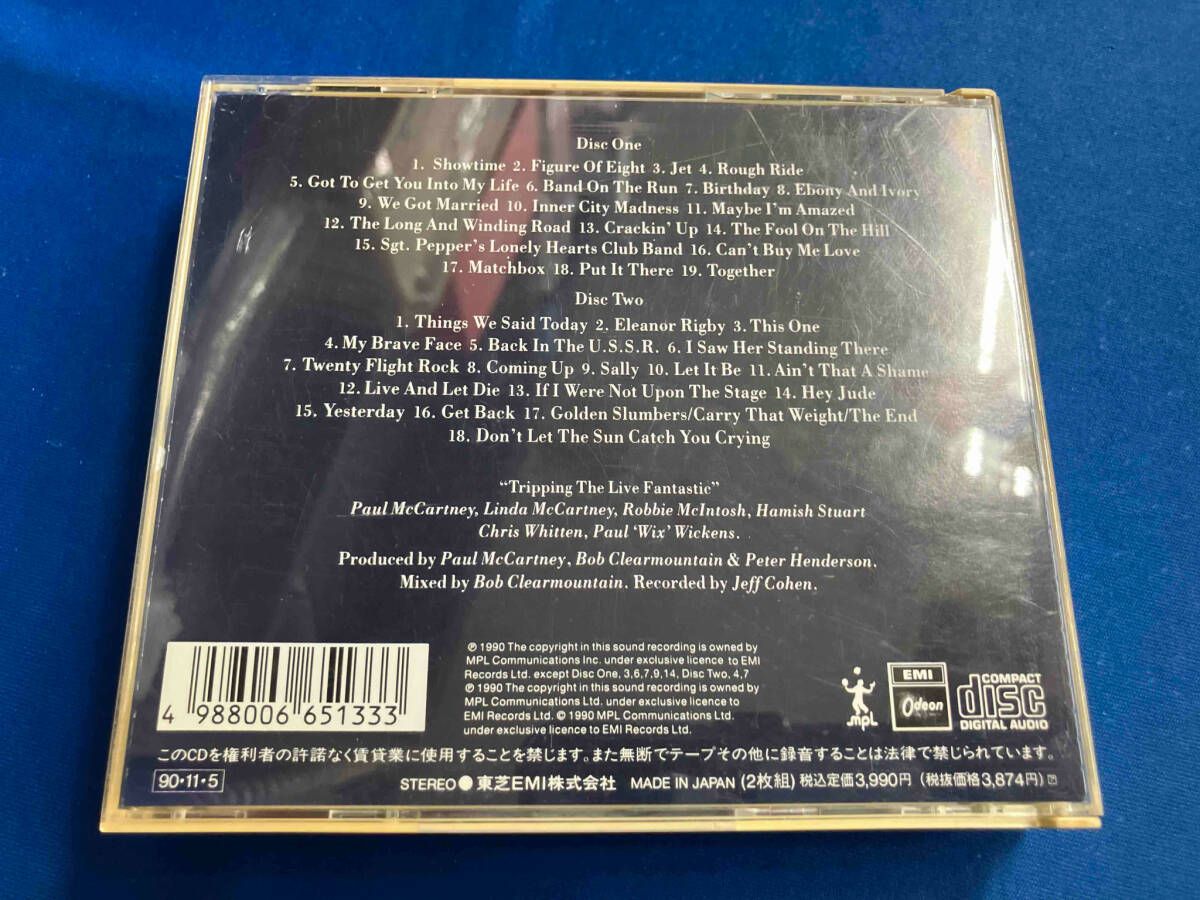 Disc One
1. Showtime 2. Figure Of Eight 3. Jet 4. Rough Ride
5. Got To Get You Into My Life 6. Band On The Run 7. Birthday 8. Ebony And Ivory
9. We Got Married 10. Inner City Madness 11. Maybe I'm Amazed
12. The Long And Winding Road 13. Crackin' Up 14. The Fool On The Hill
15. Sgt. Pepper's Lonely Hearts Club Band 16. Can't Buy Me Love
17. Matchbox 18. Put It There 19. Together
Disc Two
1. Things We Said Today 2. Eleanor Rigby 3. This One
4. My Brave Face 5. Back In The U.S.S.R. 6. I Saw Her Standing There
7. Twenty Flight Rock 8. Coming Up 9. Sally 10. Let It Be 11. Ain't That A Shame
12. Live And Let Die 13. If I Were Not Upon The Stage 14. Hey Jude
15. Yesterday 16. Get Back 17. Golden Slumbers/Carry That Weight/The End
18. Don't Let The Sun Catch You Crying
"Tripping The Live Fantastic"
Paul McCartney, Linda McCartney, Robbie McIntosh, Hamish Stuart
Chris Whitten, Paul 'Wix' Wickens.
Produced by Paul McCartney, Bob Clearmountain & Peter Henderson.
Mixed by Bob Clearmountain. Recorded by Jeff Cohen.
℗ 1990 The copyright in this sound recording is owned by
MPL Communications Inc. under exclusive licence to EMI
Records Ltd. except Disc One, 3,6,7,9,14, Disc Two, 4,7
℗ 1990 The copyright in this sound recording is owned by
MPL Communications Ltd. under exclusive licence to
EMI Records Ltd. © 1990 MPL Communications Ltd.
under exclusive licence to EMI Records Ltd.
mpL
EMI
Odeon
COMPACT
disc
DIGITAL AUDIO
4 988006 651333
このCDを権利者の許諾なく賃貸業に使用することを禁じます。また無断でテープその他に録音することは法律で禁じられています。
90・11・5
STEREO ● 東芝EMI株式会社 MADE IN JAPAN (2枚組) 税込定価3,990円 (税抜価格3,874円)